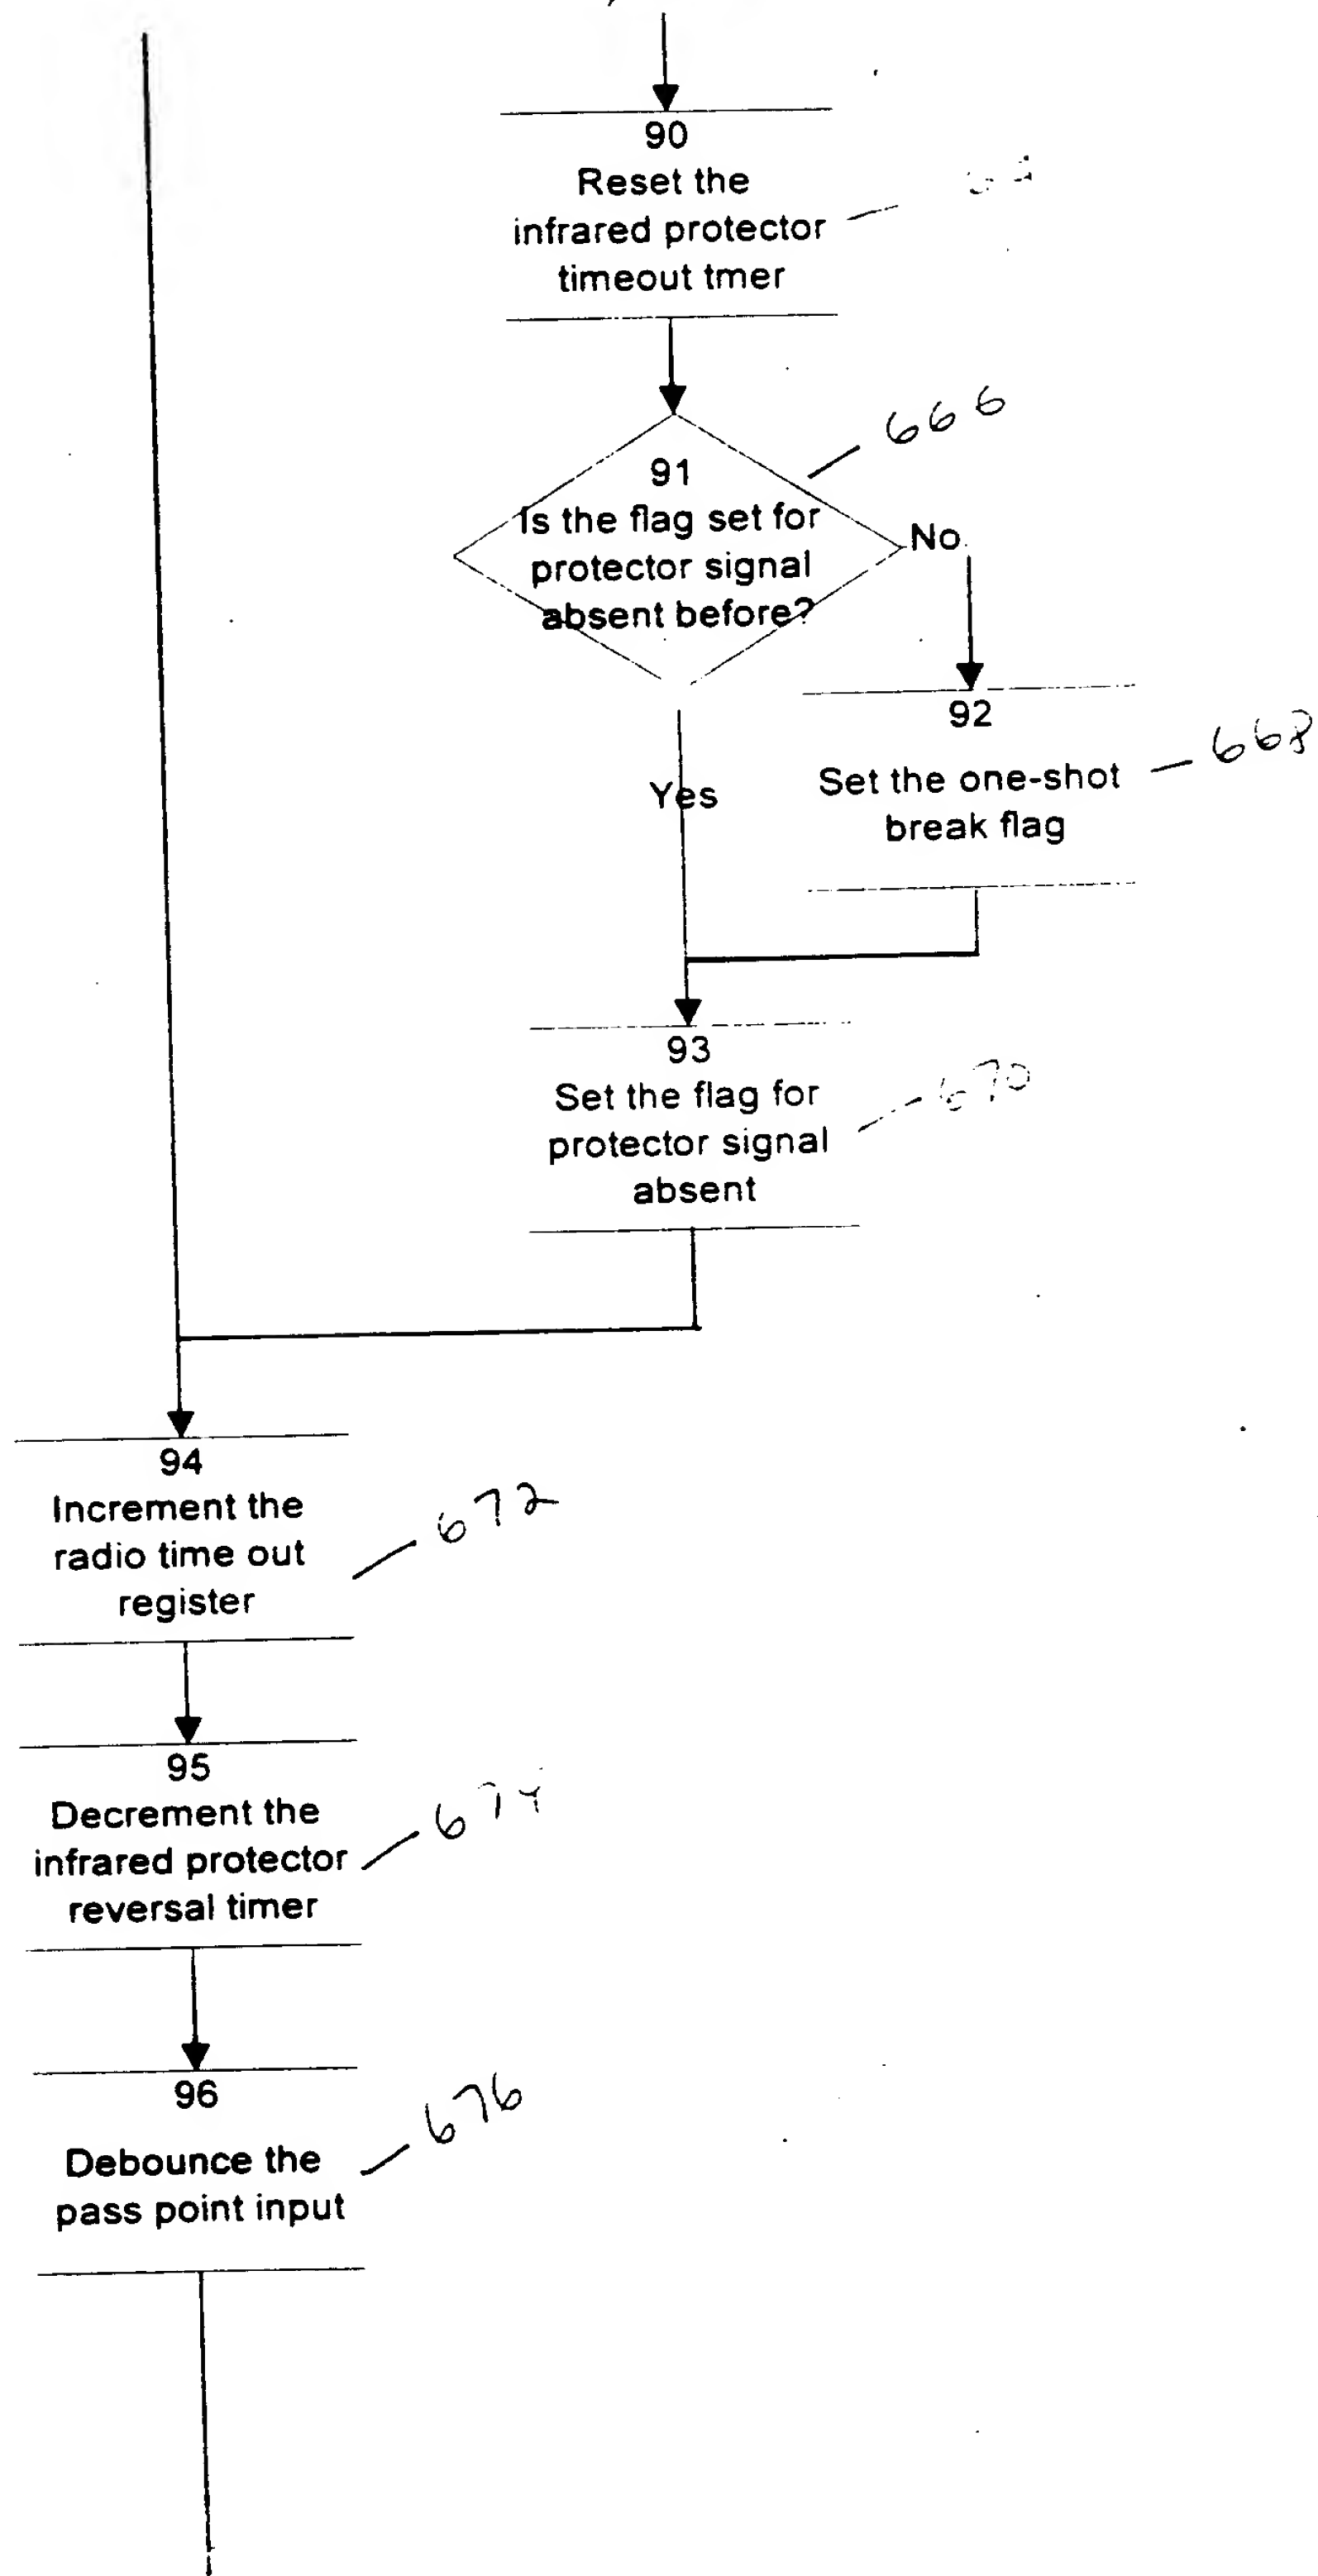 90
Reset the
infrared protector
timeout tmer
666
91
Is the flag set for
protector signal
absent before?
No
92
Set the one-shot
break flag
668
Yes
93
Set the flag for
protector signal
absent
670
94
Increment the
radio time out
register
672
95
Decrement the
infrared protector
reversal timer
674
96
Debounce the
pass point input
676